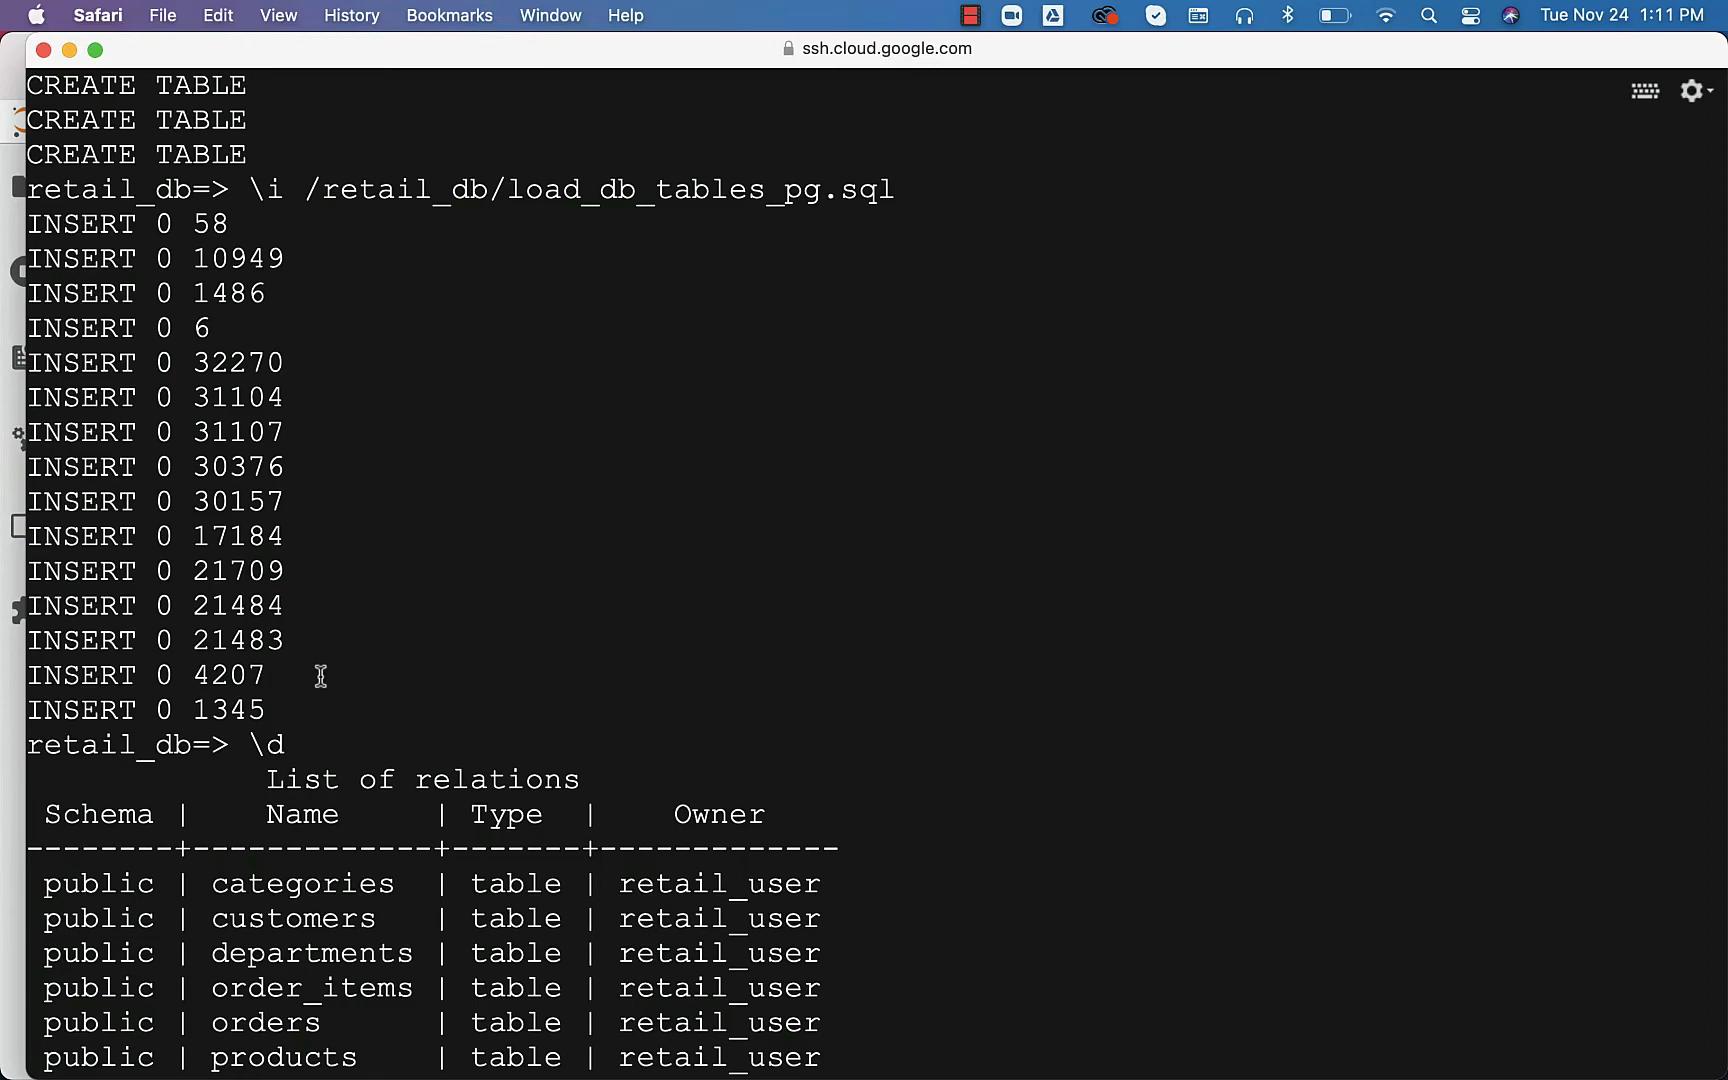 Safari File Edit View History Bookmarks Window Help Tue Nov 24 1:11 PM
ssh.cloud.google.com
CREATE TABLE
CREATE TABLE
CREATE TABLE
retail_db=> \i /retail_db/load_db_tables_pg.sql
INSERT 0 58
INSERT 0 10949
INSERT 0 1486
INSERT 0 6
INSERT 0 32270
INSERT 0 31104
INSERT 0 31107
INSERT 0 30376
INSERT 0 30157
INSERT 0 17184
INSERT 0 21709
INSERT 0 21484
INSERT 0 21483
INSERT 0 4207
INSERT 0 1345
retail_db=> \d
List of relations
Schema | Name | Type | Owner
--------+-------------+-------+-------------
public | categories | table | retail_user
public | customers | table | retail_user
public | departments | table | retail_user
public | order_items | table | retail_user
public | orders | table | retail_user
public | products | table | retail_user